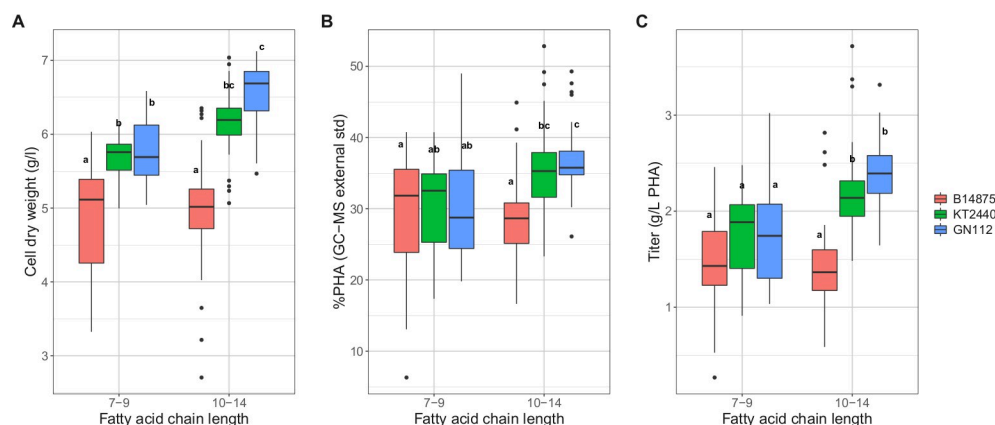 A
Cell dry weight (g/l)
7
6
5
4
3
a
b
b
a
bc
c
7−9
10−14
Fatty acid chain length
B
%PHA (GC−MS external std)
50
40
30
20
10
a
ab
ab
a
bc
c
7−9
10−14
Fatty acid chain length
C
Titer (g/L PHA)
3
2
1
a
a
a
a
b
b
7−9
10−14
Fatty acid chain length
B14875
KT2440
GN112